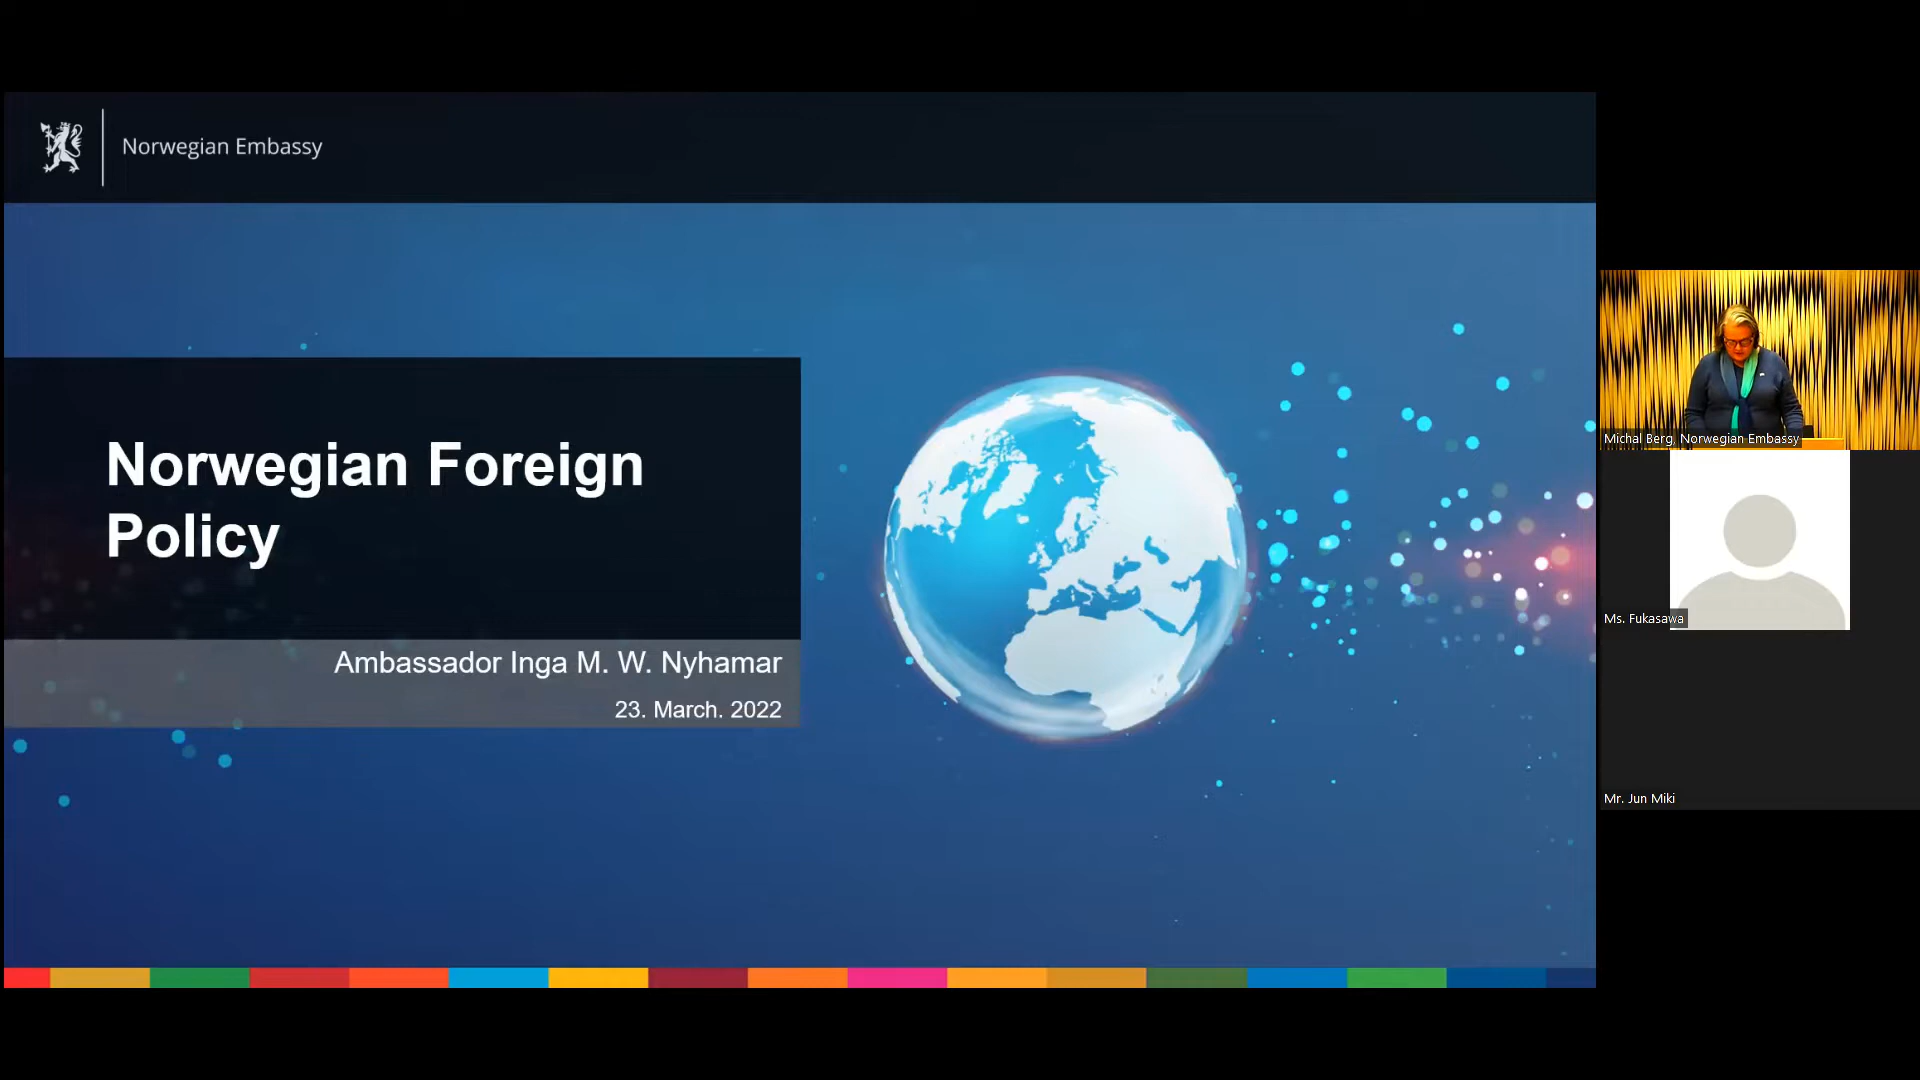 Norwegian Embassy
Norwegian Foreign
Policy
Ambassador Inga M. W. Nyhamar
23. March. 2022
Michal Berg, Norwegian Embassy
Ms. Fukasawa
Mr. Jun Miki